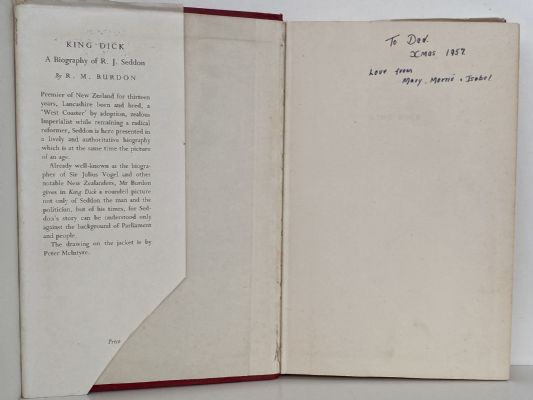 KING DICK
A Biography of R. J. Seddon
By R. M. BURDON
Premier of New Zealand for thirteen
years, Lancashire born and bred, a
'West Coaster' by adoption, zealous
Imperialist while remaining a radical
reformer, Seddon is here presented in
a lively and authoritative biography
which is at the same time the picture
of an age.
Already well-known as the biogra-
pher of Sir Julius Vogel and other
notable New Zealanders, Mr Burdon
gives in King Dick a rounded picture
not only of Seddon the man and the
politician, but of his times, for Sed-
don's story can be understood only
against the background of Parliament
and people.
The drawing on the jacket is by
Peter McIntyre.
Price
To Dad.
Xmas 1957
Love from
Mary, Isobel